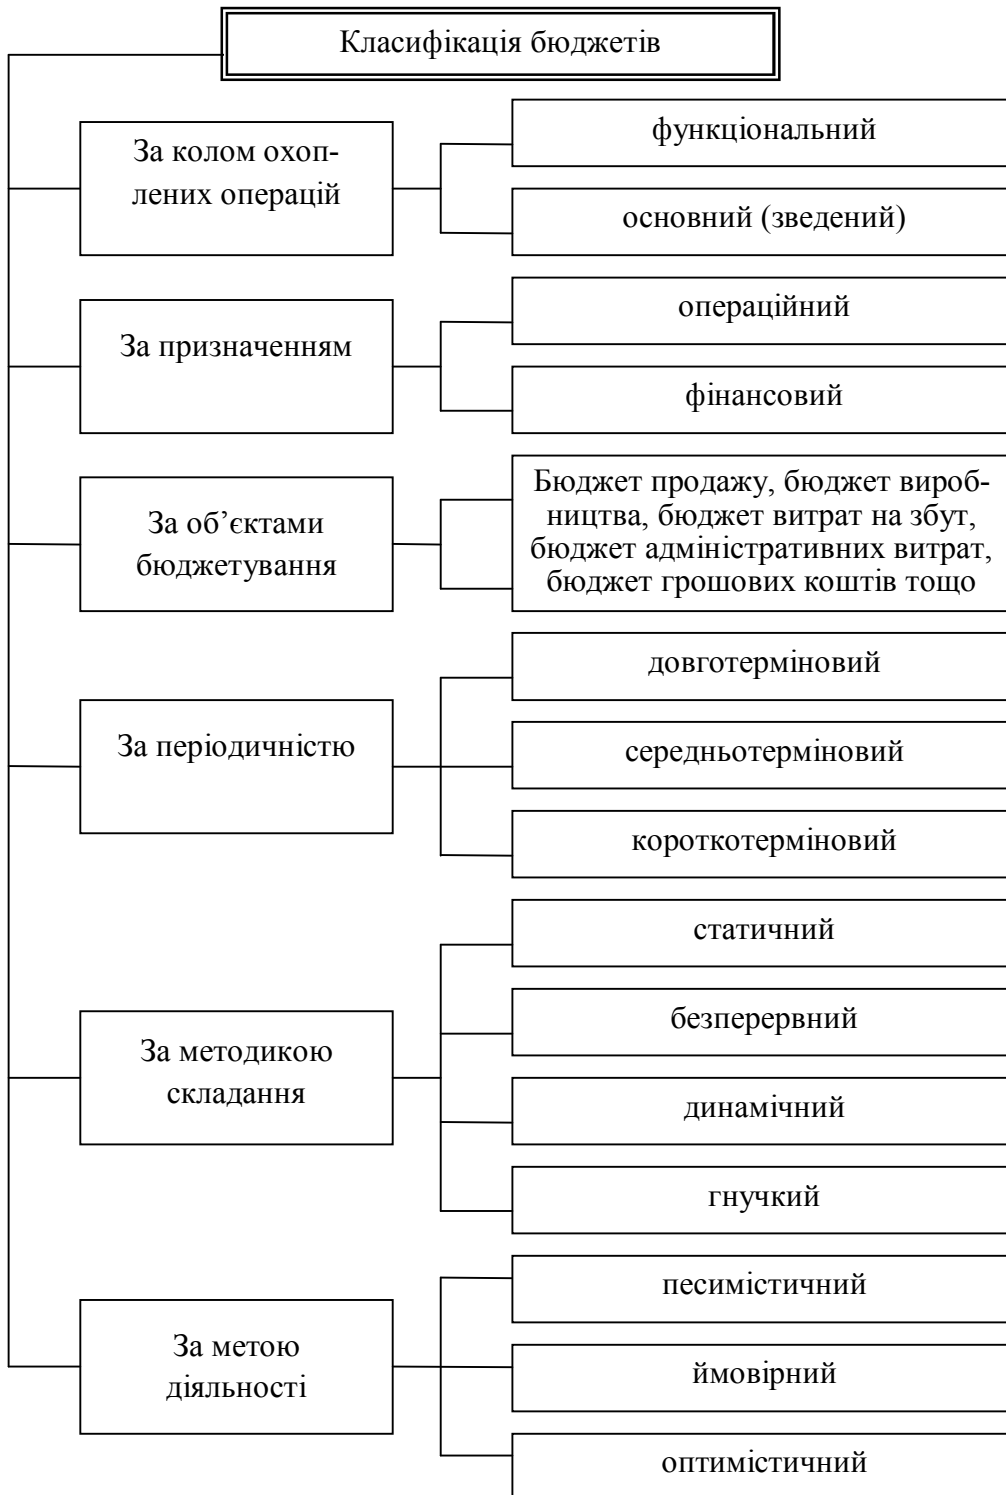 Класифікація бюджетів
За колом охоп-
лених операцій
функціональний
основний (зведений)
За призначенням
операційний
фінансовий
За об’єктами
бюджетування
Бюджет продажу, бюджет вироб-
ництва, бюджет витрат на збут,
бюджет адміністративних витрат,
бюджет грошових коштів тощо
За періодичністю
довготерміновий
середньотерміновий
короткотерміновий
За методикою
складання
статичний
безперервний
динамічний
гнучкий
За метою
діяльності
песимістичний
ймовірний
оптимістичний